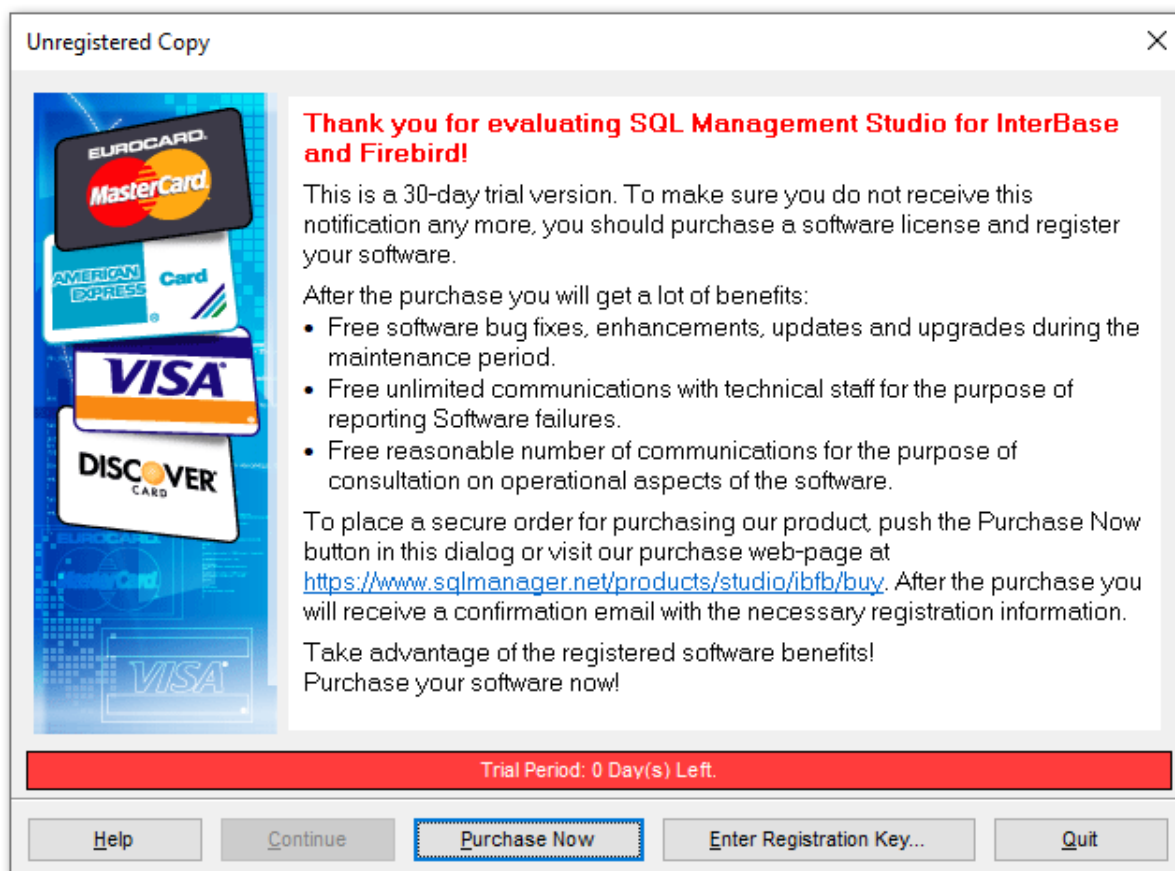 Unregistered Copy
EUROCARD.
MasterCard
AMERICAN
EXPRESS
Card
VISA
DISCOVER
CARD
EUROCARD
MasterCard
VISA
Thank you for evaluating SQL Management Studio for InterBase
and Firebird!
This is a 30-day trial version. To make sure you do not receive this
notification any more, you should purchase a software license and register
your software.
After the purchase you will get a lot of benefits:
• Free software bug fixes, enhancements, updates and upgrades during the
maintenance period.
• Free unlimited communications with technical staff for the purpose of
reporting Software failures.
• Free reasonable number of communications for the purpose of
consultation on operational aspects of the software.
To place a secure order for purchasing our product, push the Purchase Now
button in this dialog or visit our purchase web-page at
https://www.sqlmanager.net/products/studio/ibfb/buy. After the purchase you
will receive a confirmation email with the necessary registration information.
Take advantage of the registered software benefits!
Purchase your software now!
Trial Period: 0 Day(s) Left.
Help
Continue
Purchase Now
Enter Registration Key...
Quit